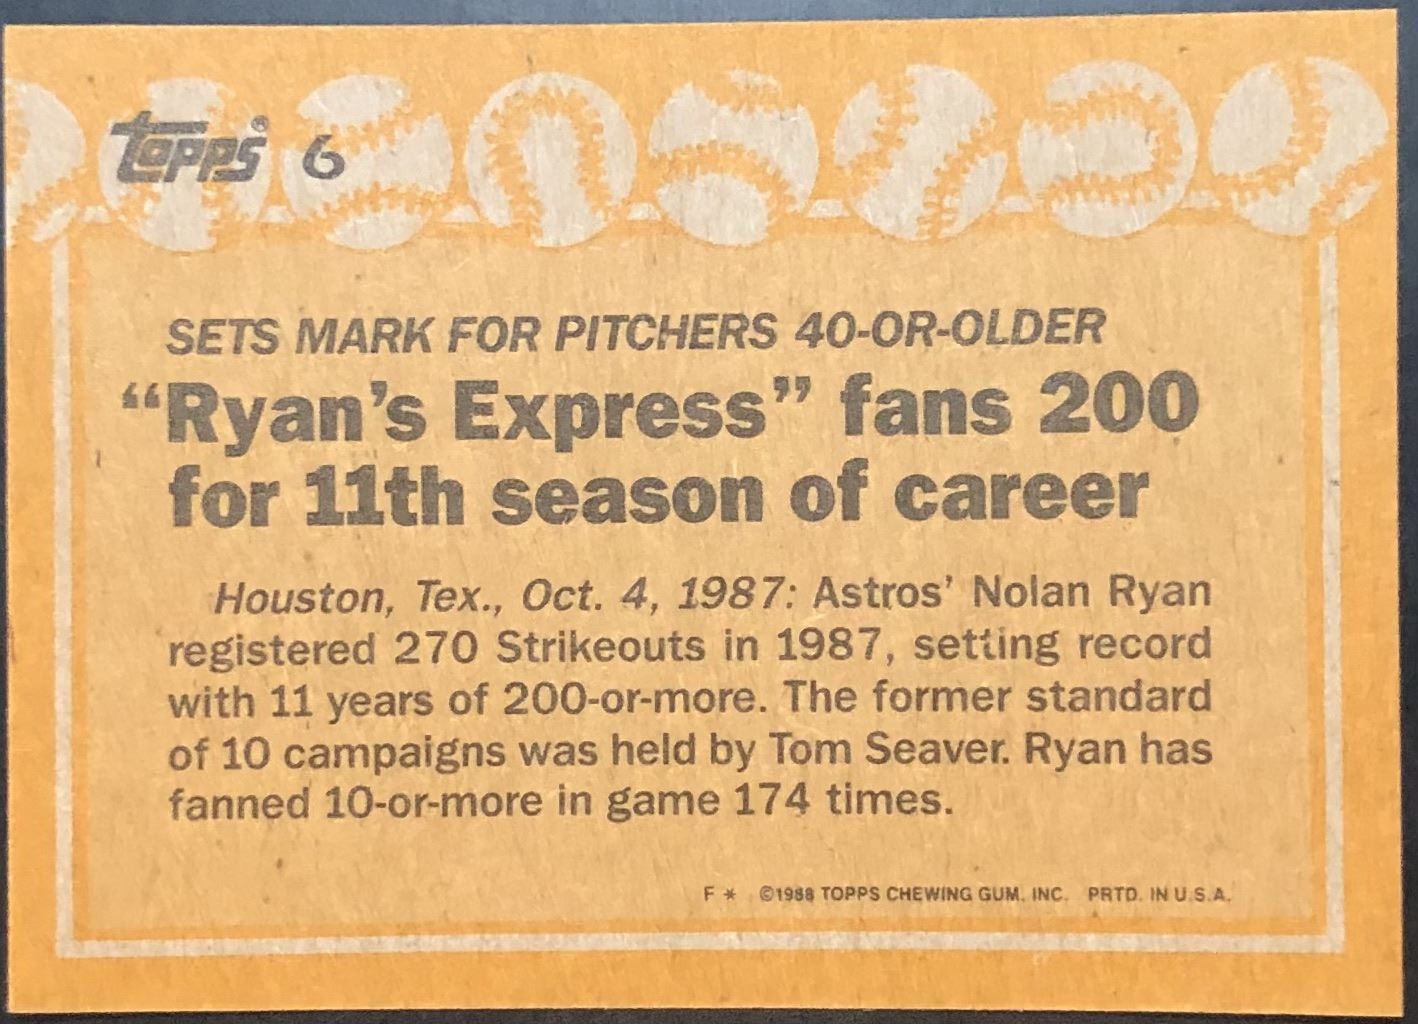 Topps® 6
SETS MARK FOR PITCHERS 40-OR-OLDER
“Ryan’s Express” fans 200
for 11th season of career
Houston, Tex., Oct. 4, 1987: Astros’ Nolan Ryan
registered 270 Strikeouts in 1987, setting record
with 11 years of 200-or-more. The former standard
of 10 campaigns was held by Tom Seaver. Ryan has
fanned 10-or-more in game 174 times.
F * ©1988 TOPPS CHEWING GUM, INC. PRTD. IN U.S.A.